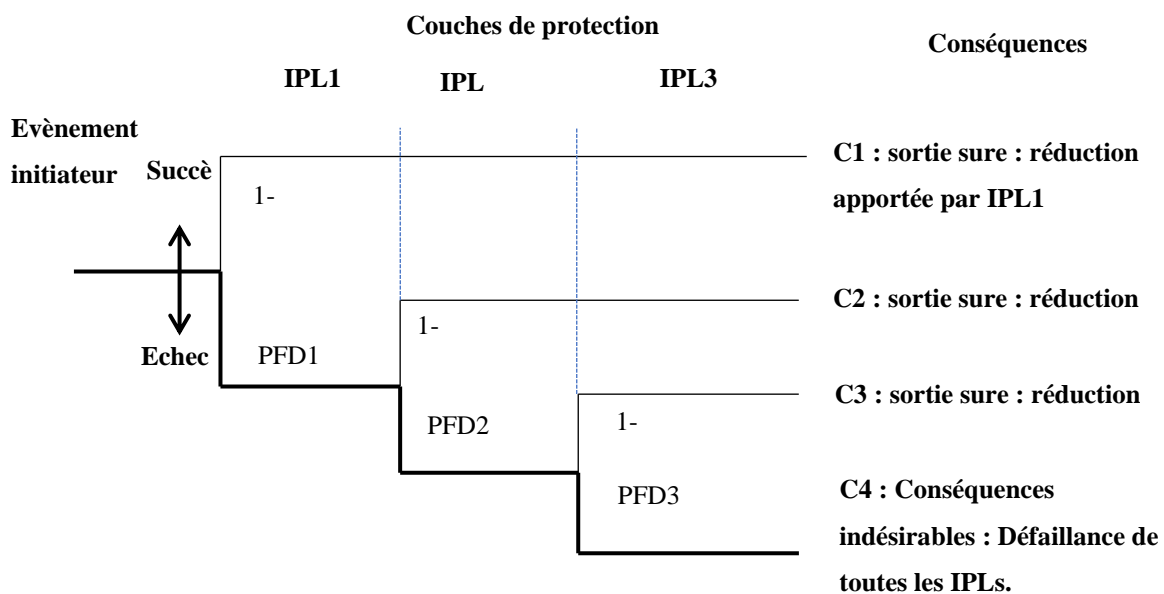 Couches de protection
Conséquences
IPL1
IPL
IPL3
Evènement
initiateur
Succè
Echec
1-
PFD1
1-
PFD2
1-
PFD3
C1 : sortie sure : réduction
apportée par IPL1
C2 : sortie sure : réduction
C3 : sortie sure : réduction
C4 : Conséquences
indésirables : Défaillance de
toutes les IPLs.